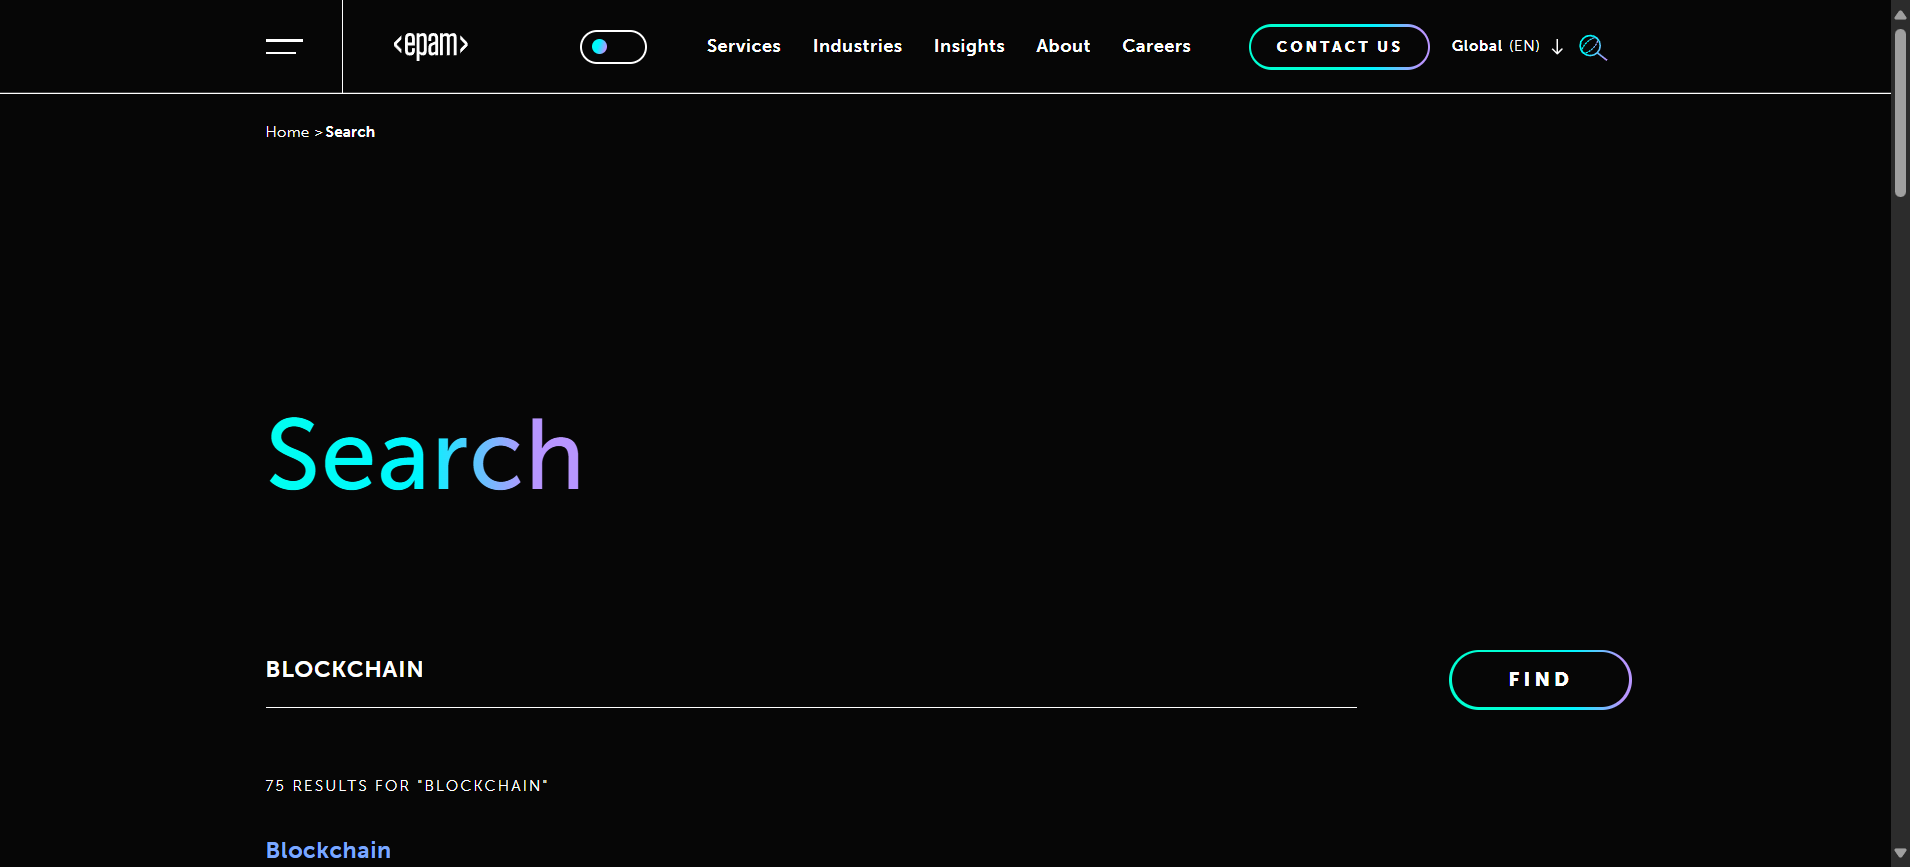 <epam>
Services Industries Insights About Careers
CONTACT US
Global (EN)
Home > Search
Search
BLOCKCHAIN
FIND
75 RESULTS FOR "BLOCKCHAIN"
Blockchain